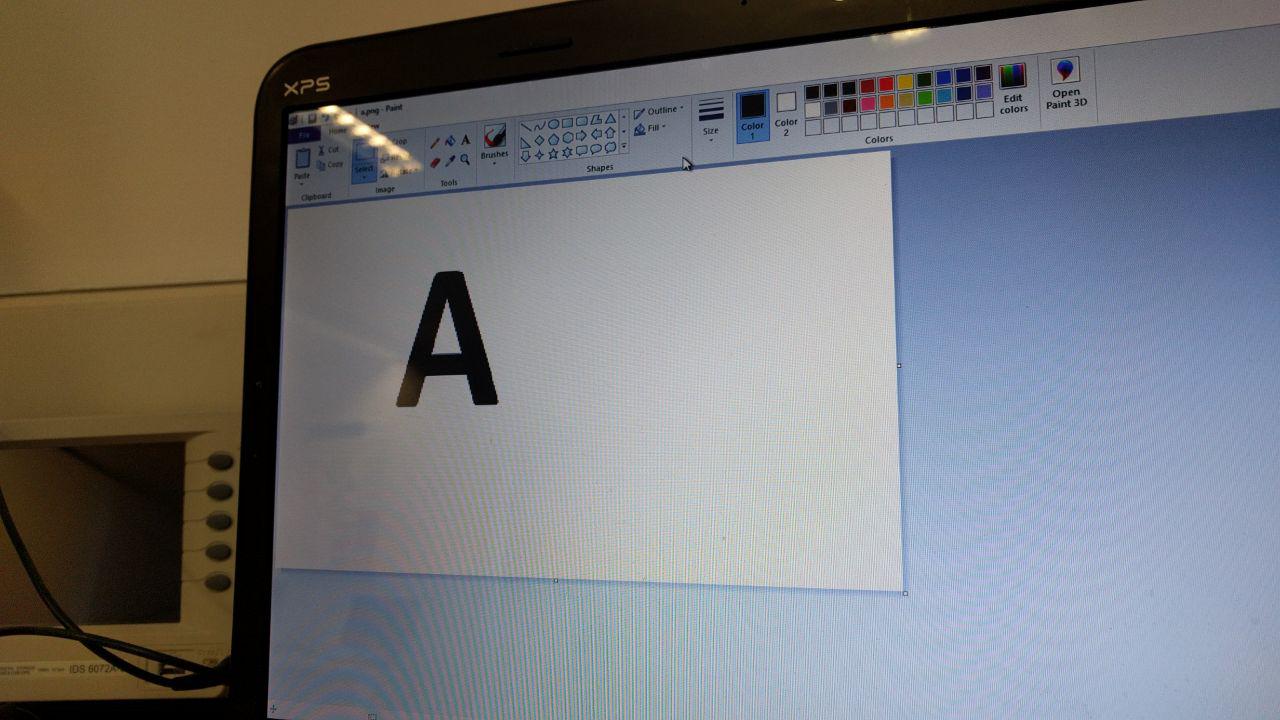 XPS
a.png - Paint
File
Home
Paste
Cut
Copy
Clipboard
Select
Image
A
Tools
Brushes
Shapes
Outline
Fill
Size
Color
1
Color
2
Colors
Edit
colors
Open
Paint 3D
A
IDS 6072A